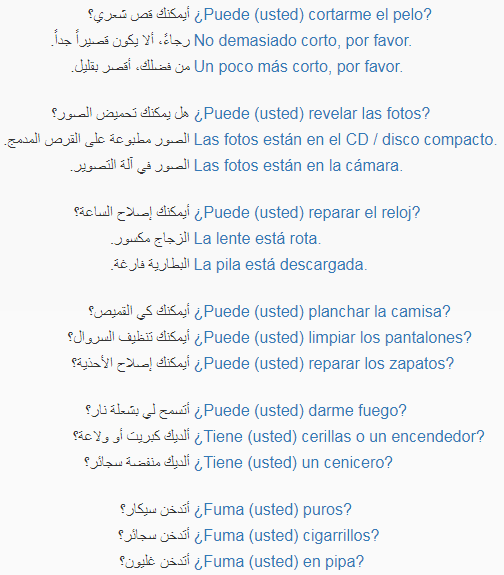 أيمكنك قص شعري؟ ¿Puede (usted) cortarme el pelo?
رجاءً، ألا يكون قصيراً جداً. No demasiado corto, por favor.
من فضلك، أقصر بقليل. Un poco más corto, por favor.
هل يمكنك تحميض الصور؟ ¿Puede (usted) revelar las fotos?
الصور مطبوعة على القرص المدمج. Las fotos están en el CD / disco compacto.
الصور في آلة التصوير. Las fotos están en la cámara.
أيمكنك إصلاح الساعة؟ ¿Puede (usted) reparar el reloj?
الزجاج مكسور. La lente está rota.
البطارية فارغة. La pila está descargada.
أيمكنك كي القميص؟ ¿Puede (usted) planchar la camisa?
أيمكنك تنظيف السروال؟ ¿Puede (usted) limpiar los pantalones?
أيمكنك إصلاح الأحذية؟ ¿Puede (usted) reparar los zapatos?
أتسمح لي بشعلة نار؟ ¿Puede (usted) darme fuego?
ألديك كبريت أو ولاعة؟ ¿Tiene (usted) cerillas o un encendedor?
ألديك منفضة سجائر؟ ¿Tiene (usted) un cenicero?
أتدخن سيكار؟ ¿Fuma (usted) puros?
أتدخن سجائر؟ ¿Fuma (usted) cigarrillos?
أتدخن غليون؟ ¿Fuma (usted) en pipa?